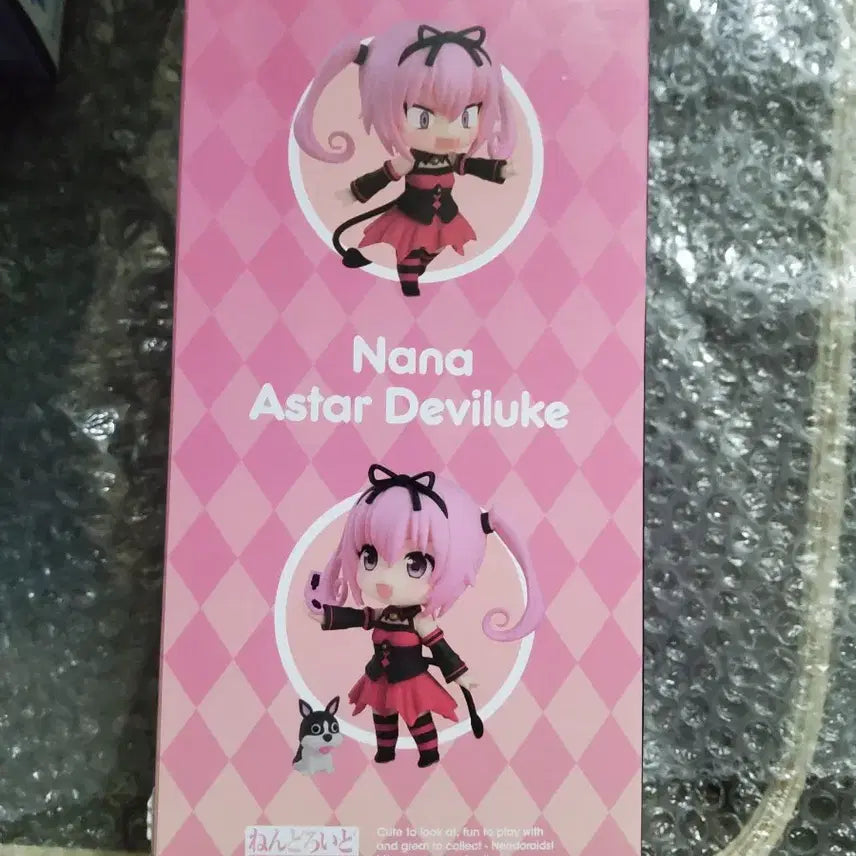 Nana
Astar Deviluke
ねんどろいど
Cute to look at, fun to play with
and great to collect - Nendoroids!